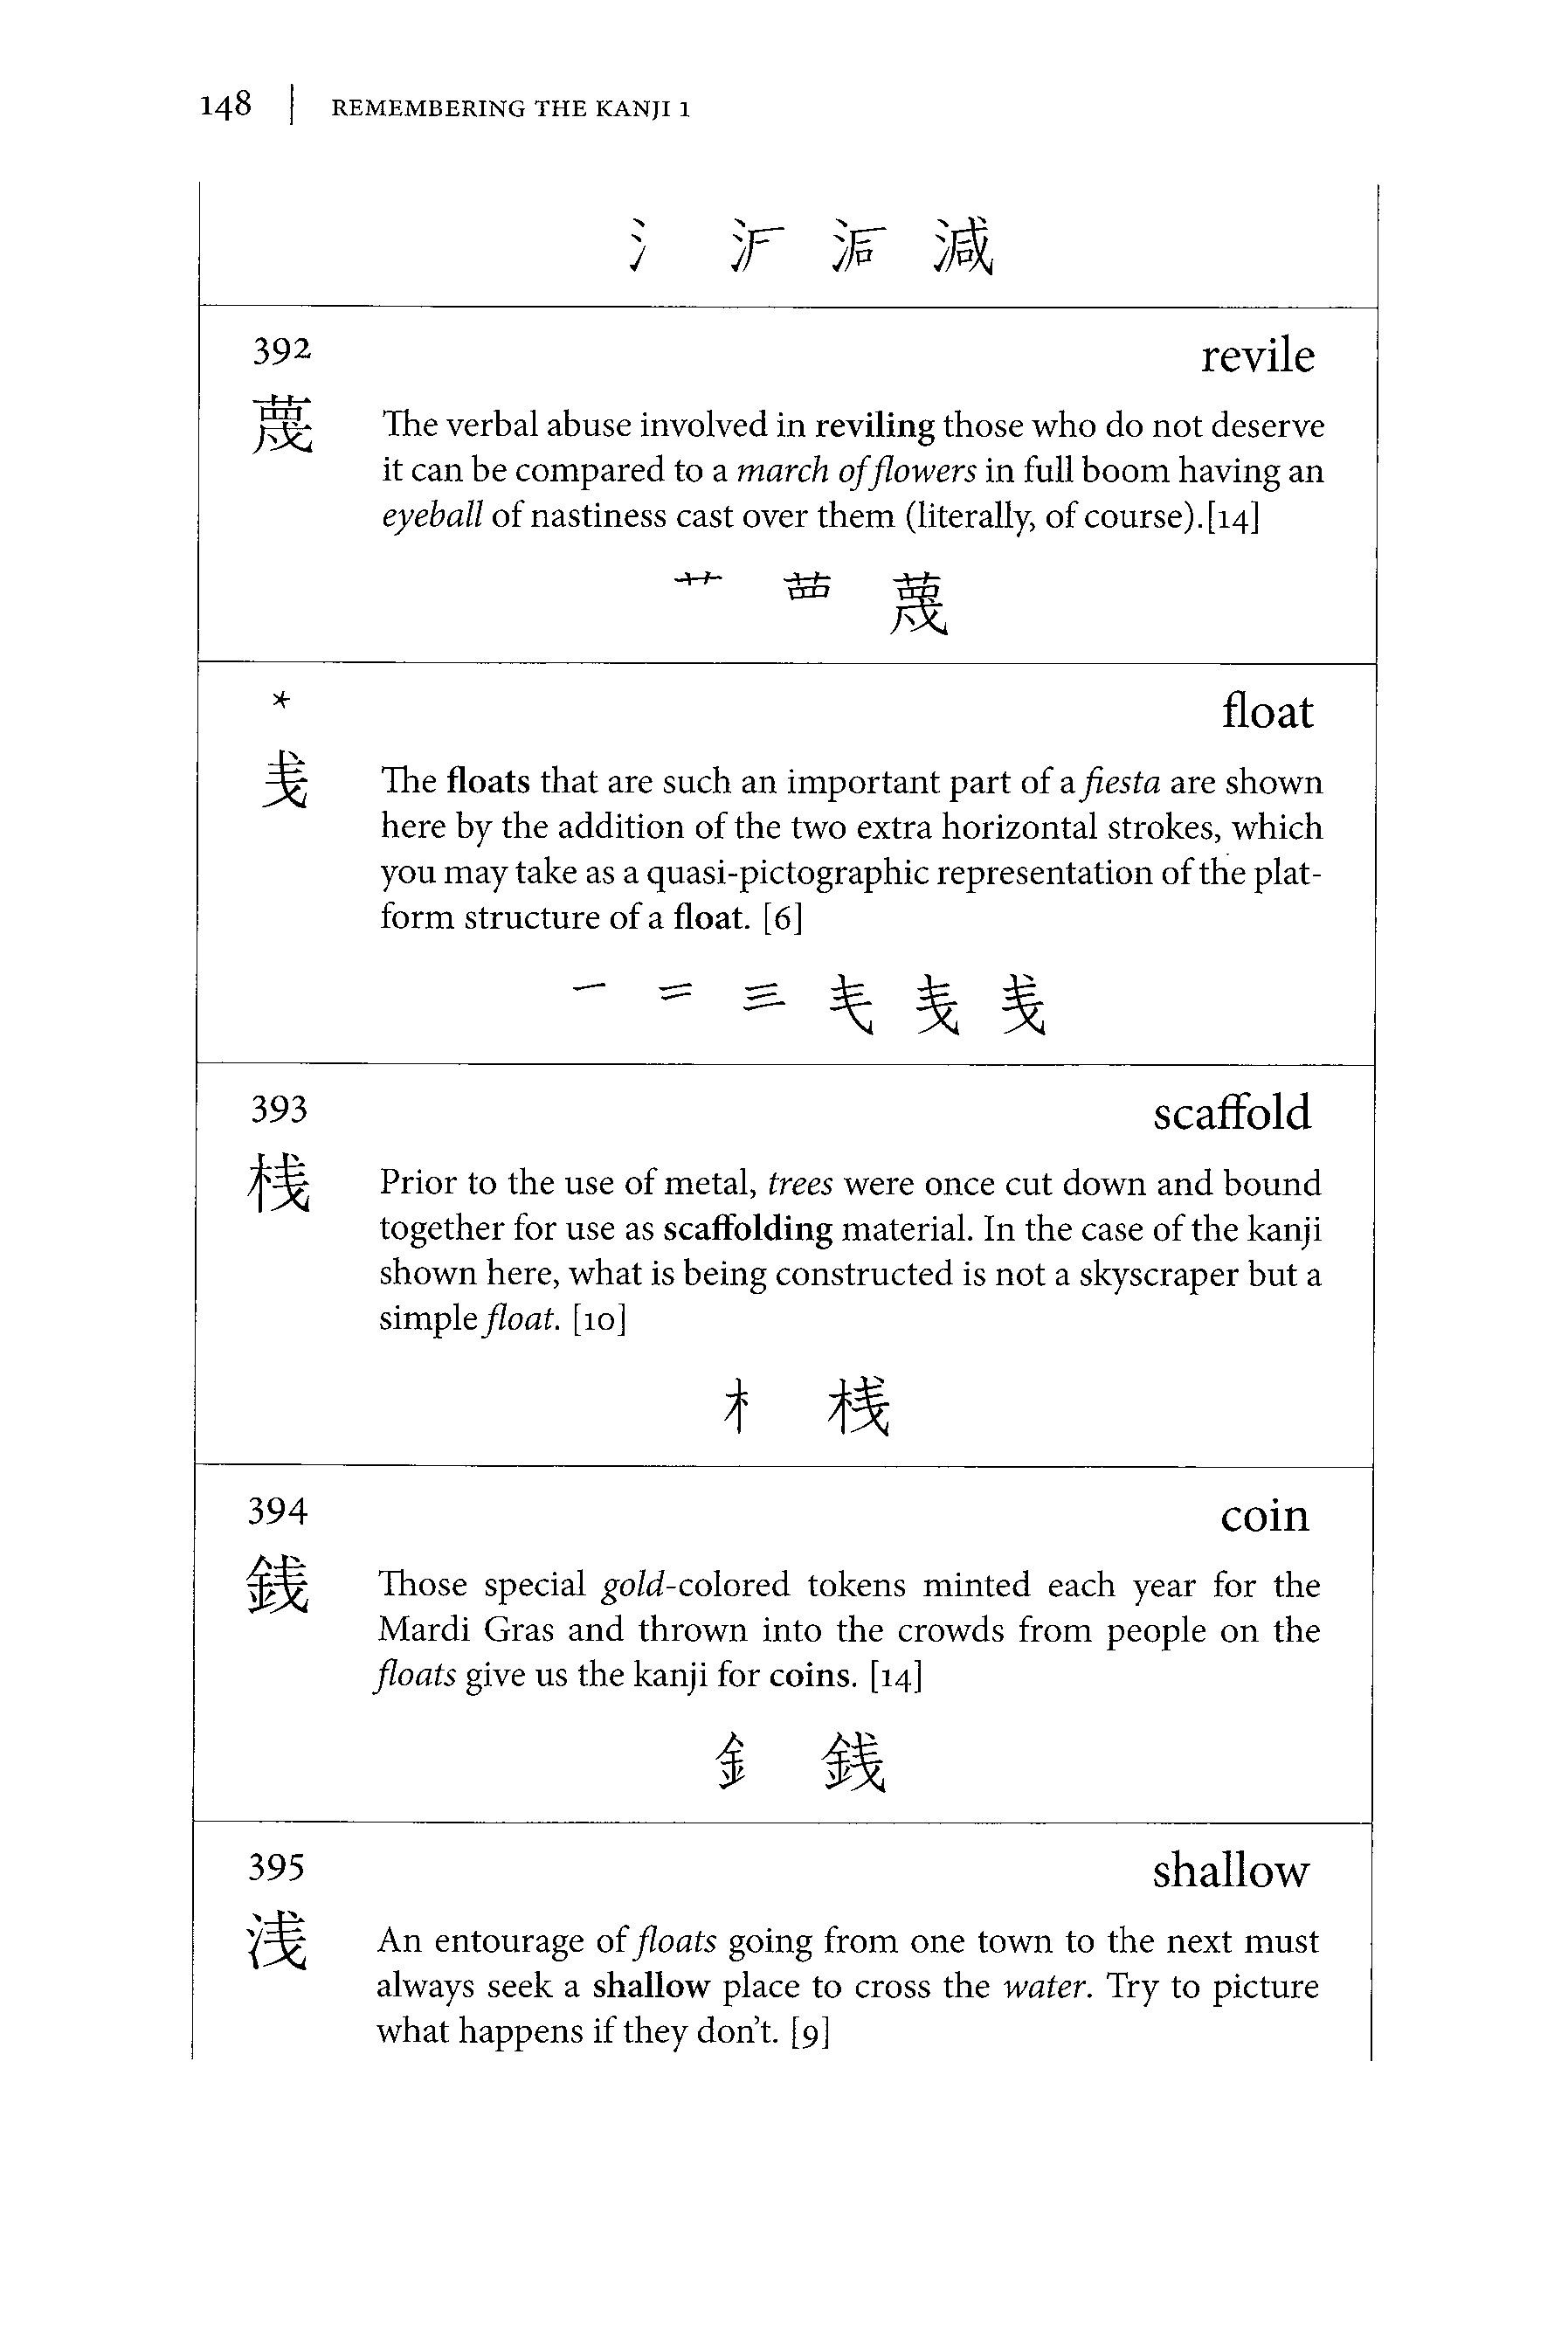 148 | REMEMBERING THE KANJI 1
氵 減
392 revile
蔑 The verbal abuse involved in reviling those who do not deserve
it can be compared to a march of flowers in full boom having an
eyeball of nastiness cast over them (literally, of course).[14]
艹 蔑
* float
The floats that are such an important part of a fiesta are shown
here by the addition of the two extra horizontal strokes, which
you may take as a quasi-pictographic representation of the plat-
form structure of a float. [6]
一 二 三
393 scaffold
桟 Prior to the use of metal, trees were once cut down and bound
together for use as scaffolding material. In the case of the kanji
shown here, what is being constructed is not a skyscraper but a
simple float. [10]
木 桟
394 coin
銭 Those special gold-colored tokens minted each year for the
Mardi Gras and thrown into the crowds from people on the
floats give us the kanji for coins. [14]
釒 銭
395 shallow
浅 An entourage of floats going from one town to the next must
always seek a shallow place to cross the water. Try to picture
what happens if they don't. [9]